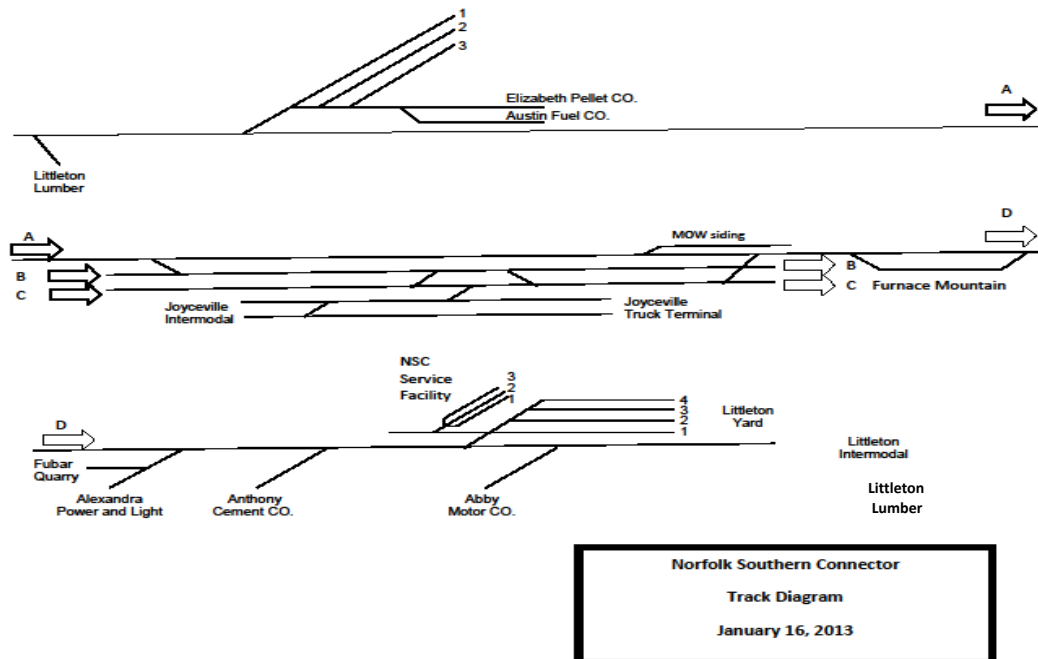 1
2
3
Elizabeth Pellet CO.
Austin Fuel CO.
A
Littleton
Lumber
A
MOW siding
D
B
B
C
C
Furnace Mountain
Joyceville
Intermodal
Joyceville
Truck Terminal
NSC
Service
Facility
3
2
1
4
3
2
1
Littleton
Yard
D
Littleton
Intermodal
Fubar
Quarry
Alexandra
Power and Light
Anthony
Cement CO.
Abby
Motor CO.
Littleton
Lumber
Norfolk Southern Connector
Track Diagram
January 16, 2013